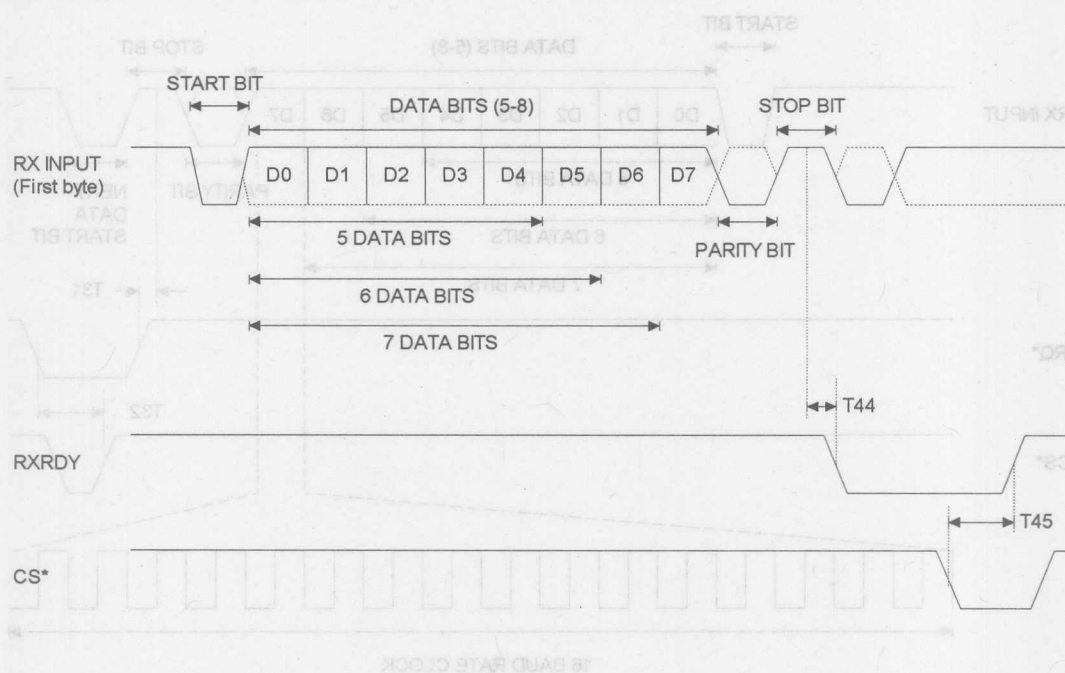 START BIT
DATA BITS (5-8)
STOP BIT
RX INPUT
(First byte)
D0 D1 D2 D3 D4 D5 D6 D7
5 DATA BITS
PARITY BIT
6 DATA BITS
7 DATA BITS
T44
RXRDY
T45
CS*